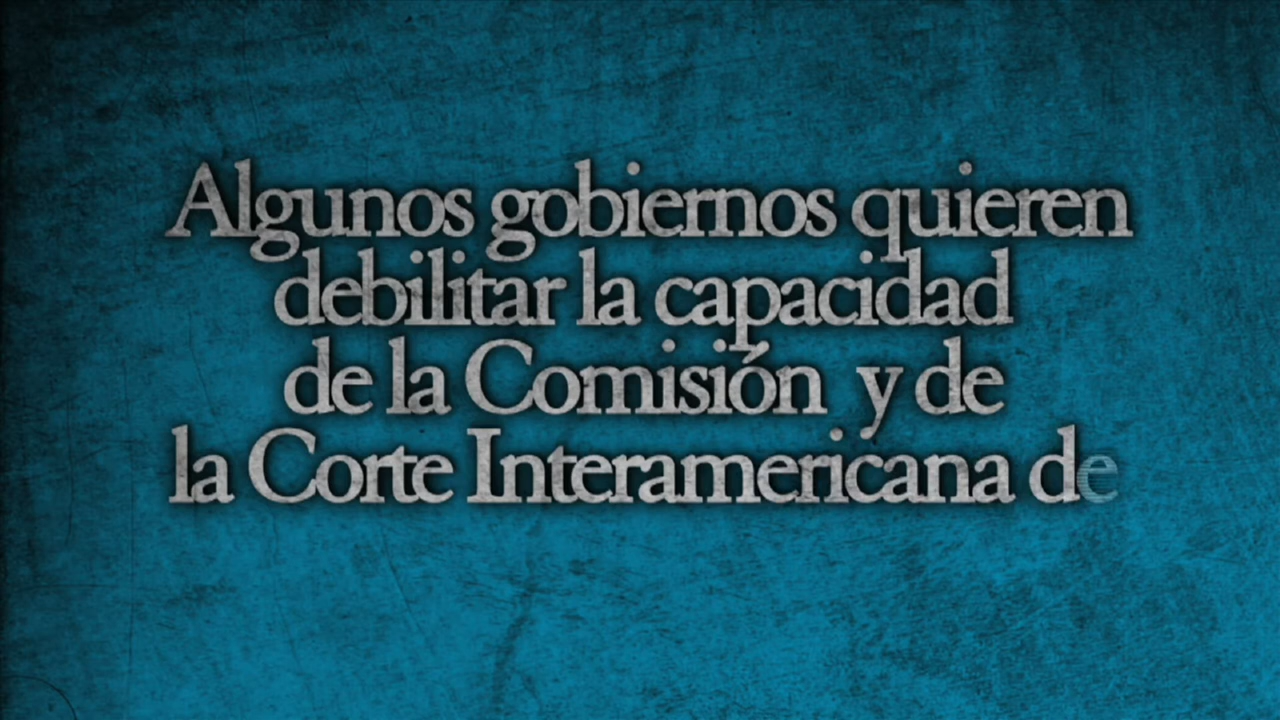 Algunos gobiernos quieren
debilitar la capacidad
de la Comisión y de
la Corte Interamericana de